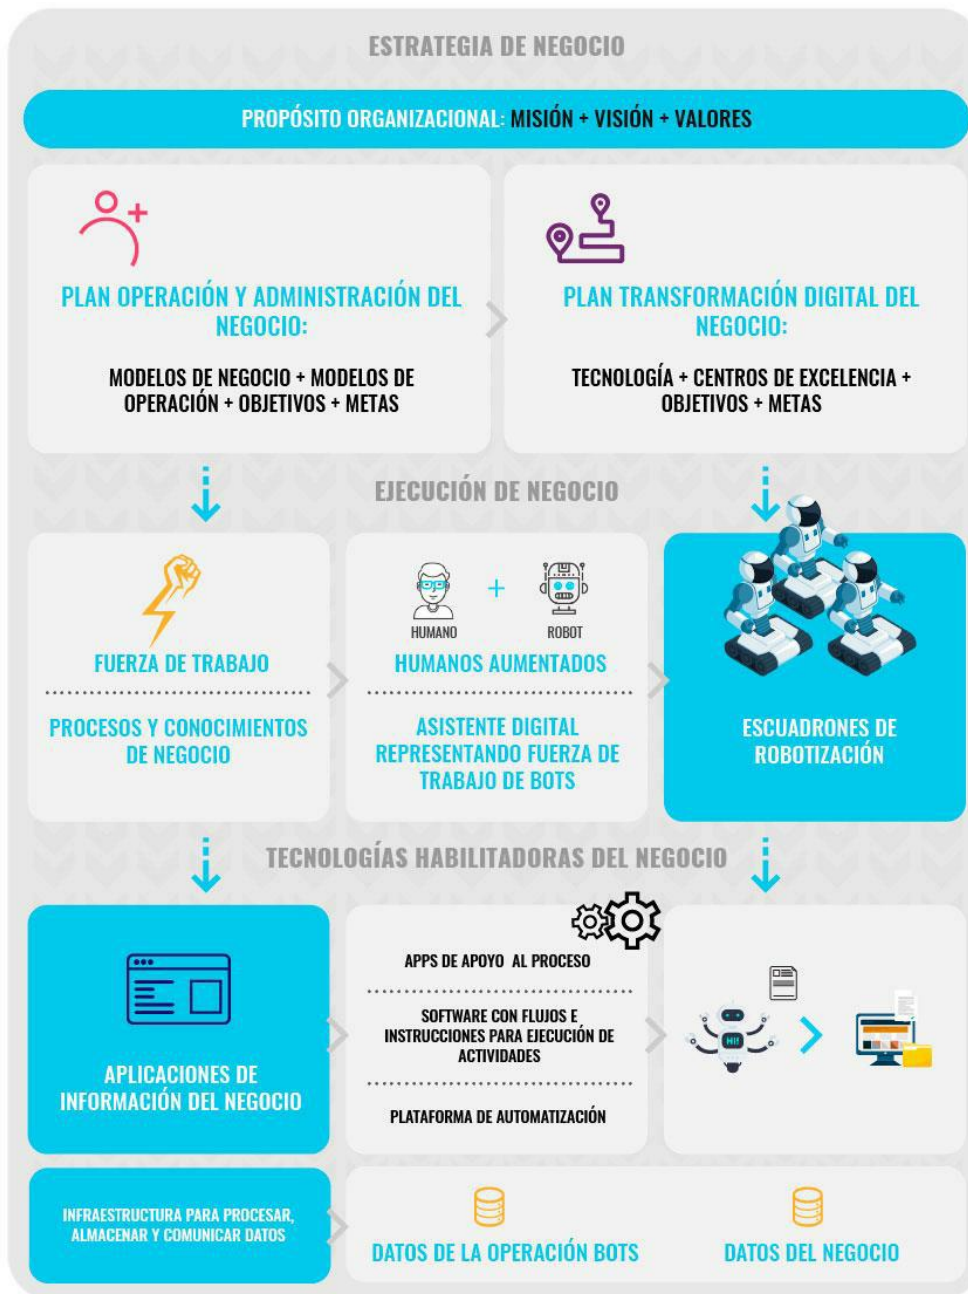 ESTRATEGIA DE NEGOCIO
PROPÓSITO ORGANIZACIONAL: MISIÓN + VISIÓN + VALORES
PLAN OPERACIÓN Y ADMINISTRACIÓN DEL
NEGOCIO:
MODELOS DE NEGOCIO + MODELOS DE
OPERACIÓN + OBJETIVOS + METAS
PLAN TRANSFORMACIÓN DIGITAL DEL
NEGOCIO:
TECNOLOGÍA + CENTROS DE EXCELENCIA +
OBJETIVOS + METAS
EJECUCIÓN DE NEGOCIO
FUERZA DE TRABAJO
PROCESOS Y CONOCIMIENTOS
DE NEGOCIO
+
HUMANO
ROBOT
HUMANOS AUMENTADOS
ASISTENTE DIGITAL
REPRESENTANDO FUERZA DE
TRABAJO DE BOTS
ESCUADRONES DE
ROBOTIZACIÓN
TECNOLOGÍAS HABILITADORAS DEL NEGOCIO
APLICACIONES DE
INFORMACIÓN DEL NEGOCIO
APPS DE APOYO AL PROCESO
SOFTWARE CON FLUJOS E
INSTRUCCIONES PARA EJECUCIÓN DE
ACTIVIDADES
PLATAFORMA DE AUTOMATIZACIÓN
Hi!
INFRAESTRUCTURA PARA PROCESAR,
ALMACENAR Y COMUNICAR DATOS
DATOS DE LA OPERACIÓN BOTS
DATOS DEL NEGOCIO